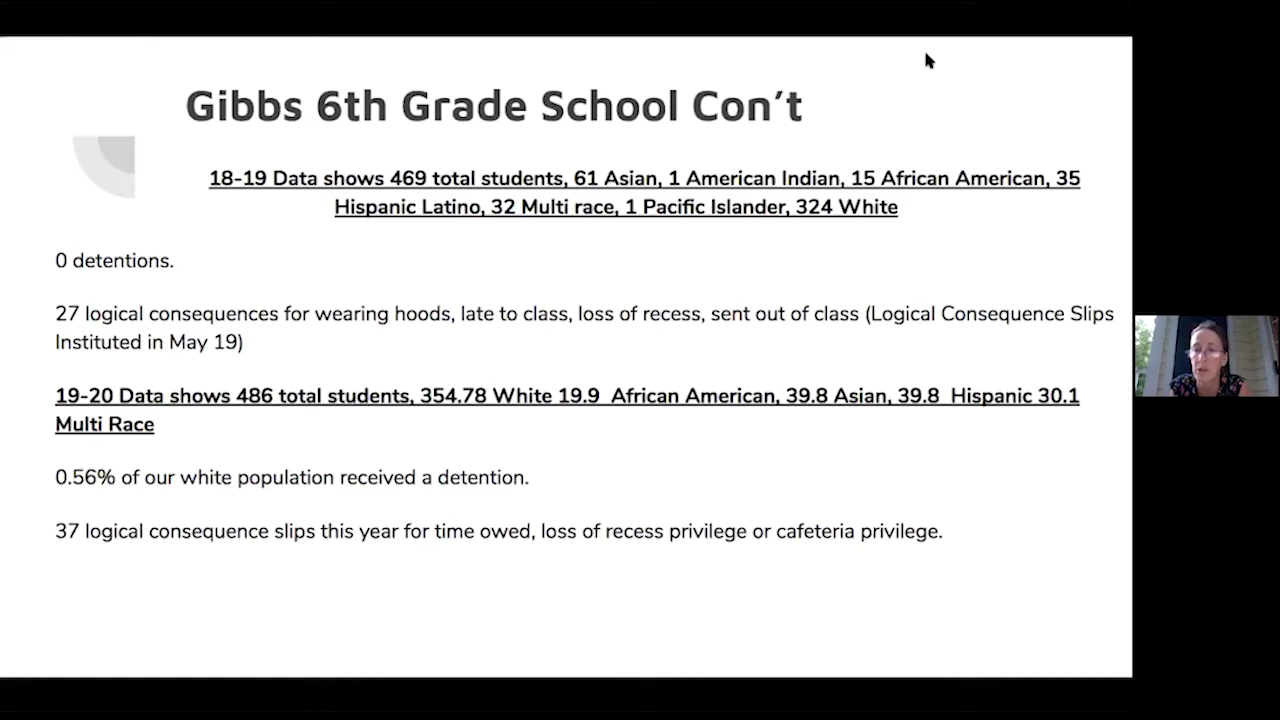 Gibbs 6th Grade School Con’t
18-19 Data shows 469 total students, 61 Asian, 1 American Indian, 15 African American, 35
Hispanic Latino, 32 Multi race, 1 Pacific Islander, 324 White
0 detentions.
27 logical consequences for wearing hoods, late to class, loss of recess, sent out of class (Logical Consequence Slips
Instituted in May 19)
19-20 Data shows 486 total students, 354.78 White 19.9  African American, 39.8 Asian, 39.8  Hispanic 30.1
Multi Race
0.56% of our white population received a detention.
37 logical consequence slips this year for time owed, loss of recess privilege or cafeteria privilege.